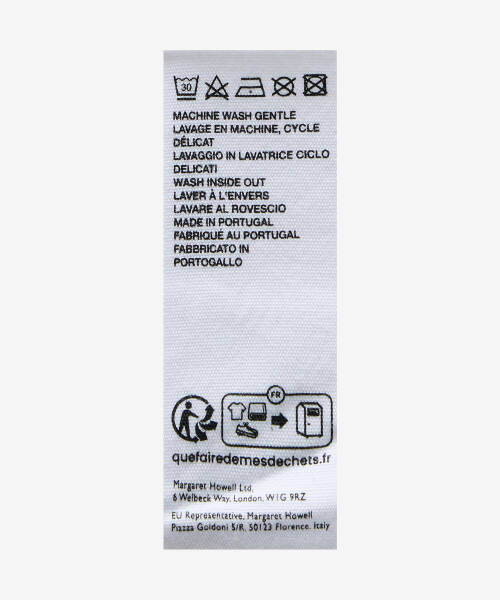 30
MACHINE WASH GENTLE
LAVAGE EN MACHINE, CYCLE
DÉLICAT
LAVAGGIO IN LAVATRICE CICLO
DELICATI
WASH INSIDE OUT
LAVER À L'ENVERS
LAVARE AL ROVESCIO
MADE IN PORTUGAL
FABRIQUÉ AU PORTUGAL
FABBRICATO IN
PORTOGALLO
FR
quefairedemesdechets.fr
Margaret Howell Ltd,
6 Welbeck Way, London, W1G 9RZ
EU Representative, Margaret Howell
Piazza Goldoni 5/R, 50123 Florence, Italy